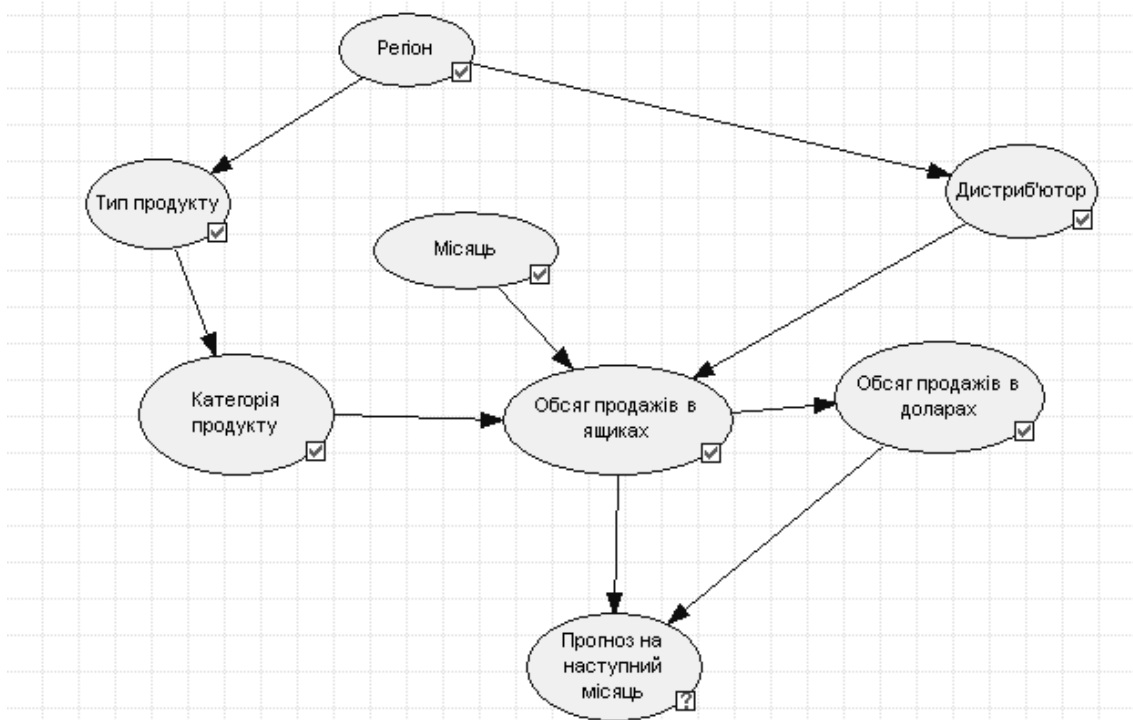 Регіон
Тип продукту
Дистриб'ютор
Місяць
Категорія
продукту
Обсяг продажів в
ящиках
Обсяг продажів в
доларах
Прогноз на
наступний
місяць
?